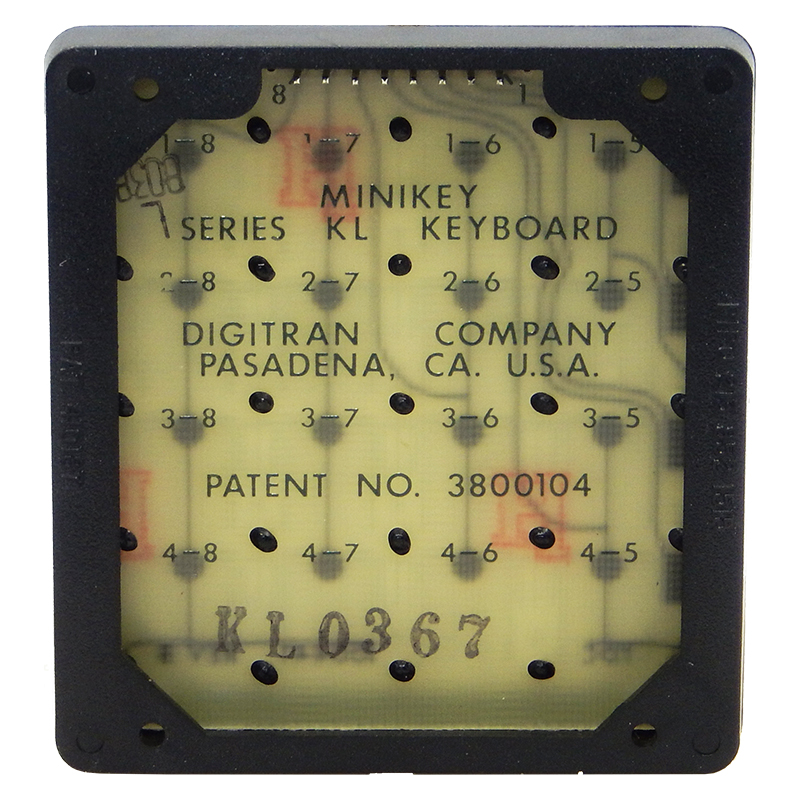 8 1
1-8 1-7 1-6 1-5
MINIKEY
SERIES KL KEYBOARD
2-8 2-7 2-6 2-5
DIGITRAN COMPANY
PASADENA, CA. U.S.A.
3-8 3-7 3-6 3-5
PATENT NO. 3800104
4-8 4-7 4-6 4-5
KL0367